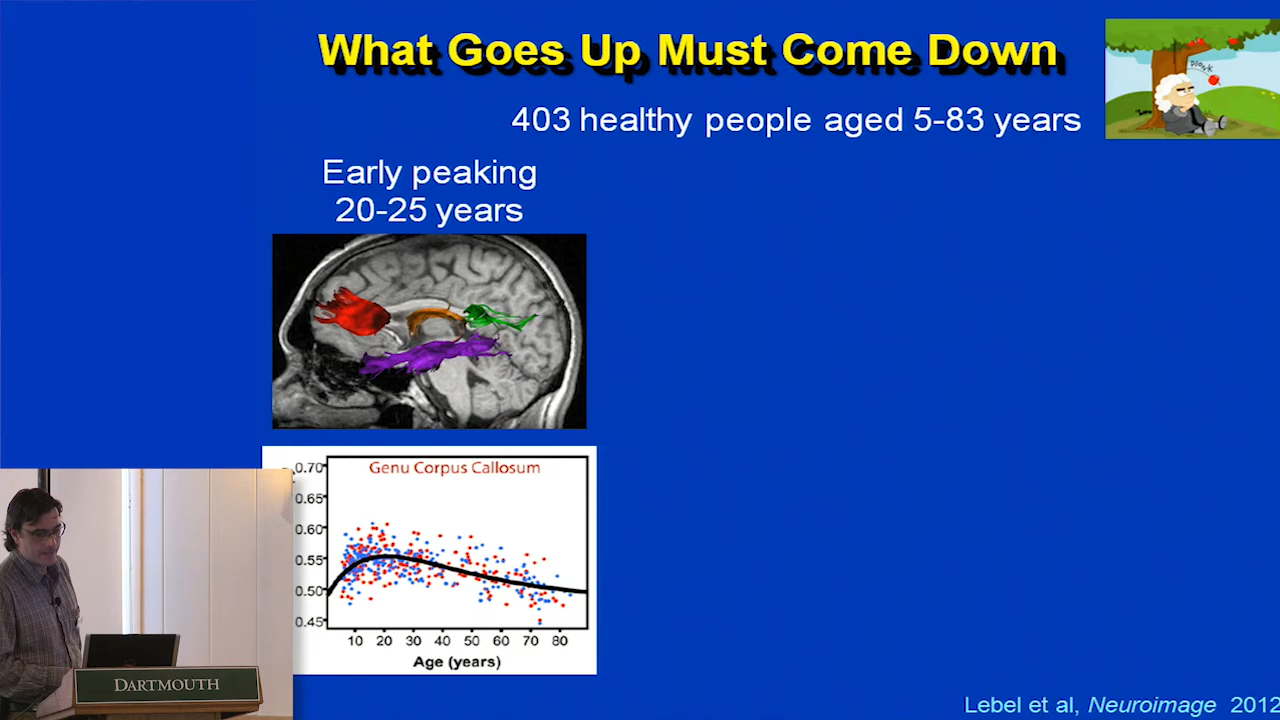 What Goes Up Must Come Down
Plonk
403 healthy people aged 5-83 years
Early peaking
20-25 years
Genu Corpus Callosum
0.70
0.65
0.60
0.55
0.50
0.45
10 20 30 40 50 60 70 80
Age (years)
DARTMOUTH
Lebel et al, Neuroimage 2012